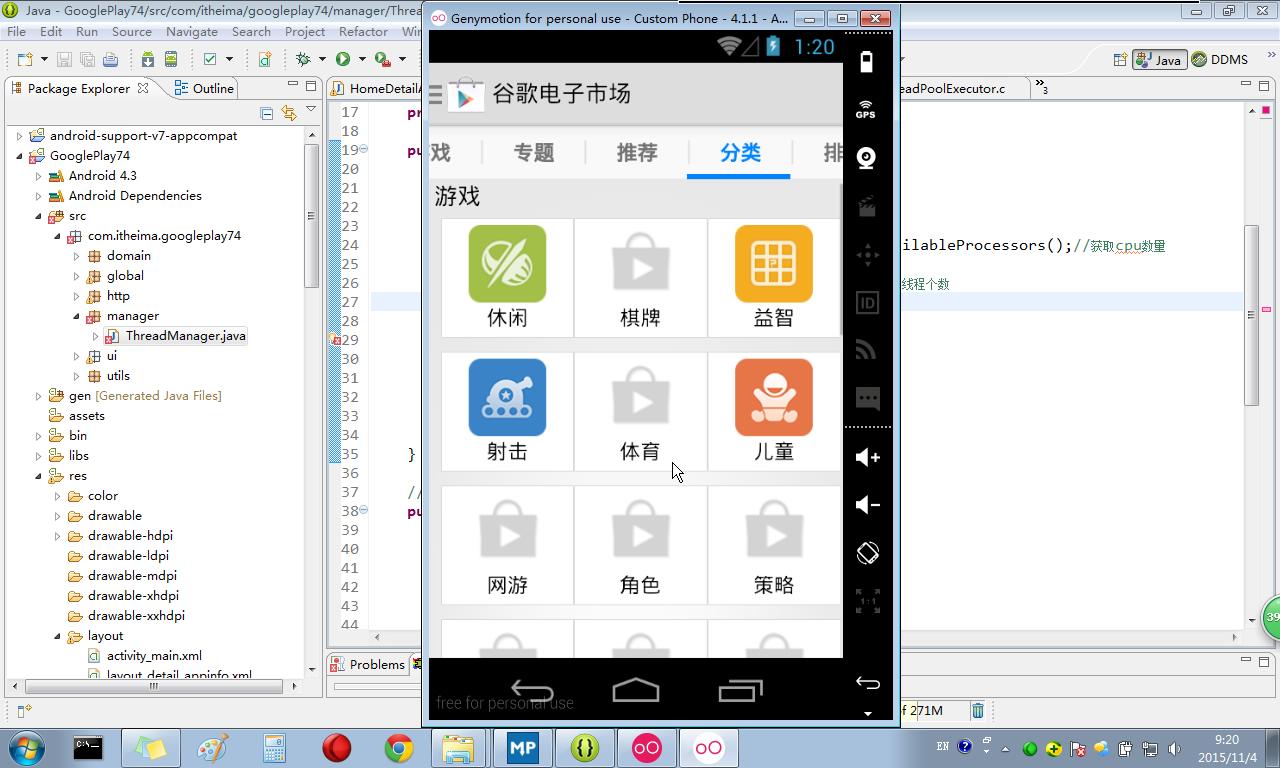 Java - GooglePlay74/src/com/itheima/googleplay74/manager/Threa
File Edit
Navigate Search Project Refactor
Java
DDMS
Package Explorer
Outline
android-support-v7-appcompat
GooglePlay74
Android 4.3
Android Dependencies
src
com.itheima.googleplay74
domain
global
http
manager
ThreadManager.java
ui
utils
gen [Generated Java Files]
assets
bin
libs
res
color
drawable
drawable-hdpi
drawable-ldpi
drawable-mdpi
drawable-xhdpi
drawable-xxhdpi
layout
activity_main.xml
layout_detail_appinfo.xml
HomeDetailA
eadPoolExecutor.c
3
17
18
19
20
21
22
23
24
25
26
27
28
29
30
31
32
33
34
35
36
37
38
39
40
41
42
43
44
pr
pu
}
//
pu
ilableProcessors();//获取cpu数量
线程个数
Problems
of 271M
Genymotion for personal use - Custom Phone - 4.1.1 - A...
1:20
谷歌电子市场
戏 专题 推荐 分类 排
游戏
休闲 棋牌 益智
射击 体育 儿童
网游 角色 策略
free for personal use
GPS
ID
1:1
39
MP
EN
9:20
2015/11/4